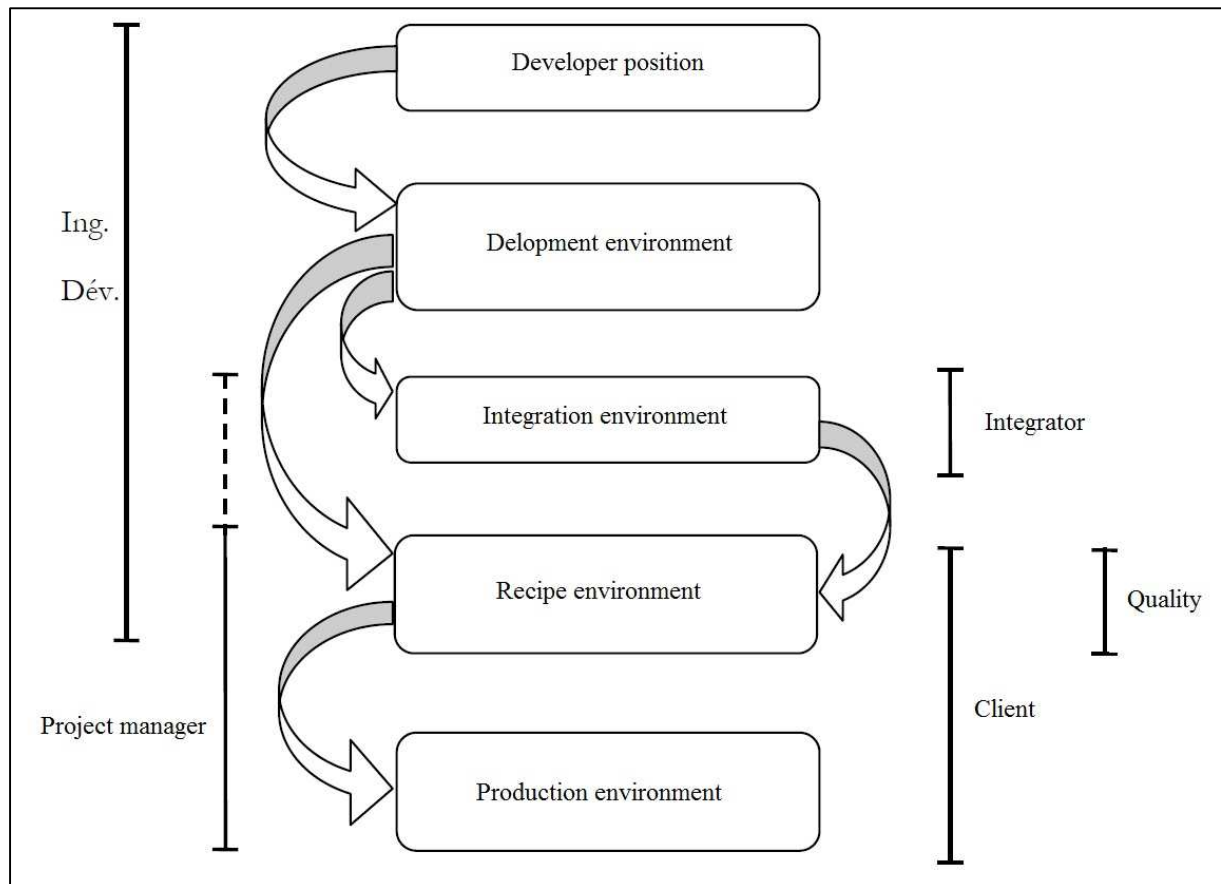 Developer position
Ing.
Dév.
Delopment environment
Integration environment
Integrator
Recipe environment
Quality
Project manager
Client
Production environment